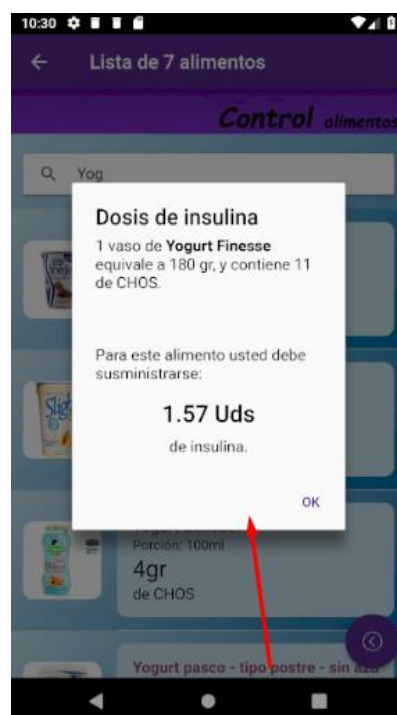 10:30
Lista de 7 alimentos
Control alimentos
Yog
Dosis de insulina
1 vaso de Yogurt Finesse
equivale a 180 gr, y contiene 11
de CHOS.
Para este alimento usted debe
susministrarse:
1.57 Uds
de insulina.
OK
Porción: 100ml
4gr
de CHOS
Yogurt pasco - tipo postre - sin